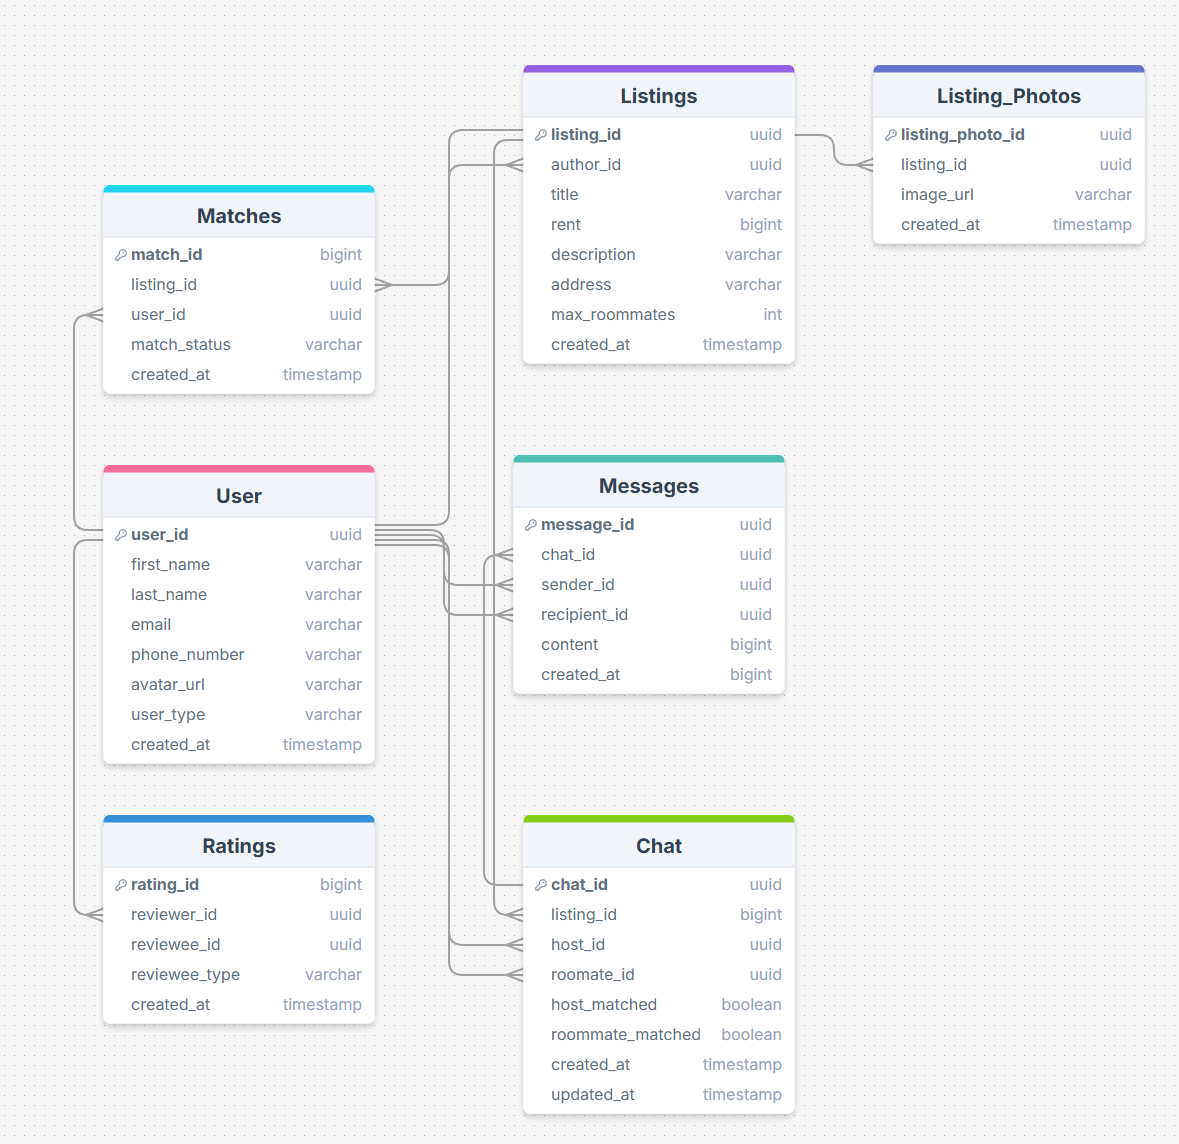 Listings
listing_id uuid
author_id uuid
title varchar
rent bigint
description varchar
address varchar
max_roommates int
created_at timestamp
Listing_Photos
listing_photo_id uuid
listing_id uuid
image_url varchar
created_at timestamp
Matches
match_id bigint
listing_id uuid
user_id uuid
match_status varchar
created_at timestamp
User
user_id uuid
first_name varchar
last_name varchar
email varchar
phone_number varchar
avatar_url varchar
user_type varchar
created_at timestamp
Messages
message_id uuid
chat_id uuid
sender_id uuid
recipient_id uuid
content bigint
created_at bigint
Ratings
rating_id bigint
reviewer_id uuid
reviewee_id uuid
reviewee_type varchar
created_at timestamp
Chat
chat_id uuid
listing_id bigint
host_id uuid
roomate_id uuid
host_matched boolean
roommate_matched boolean
created_at timestamp
updated_at timestamp